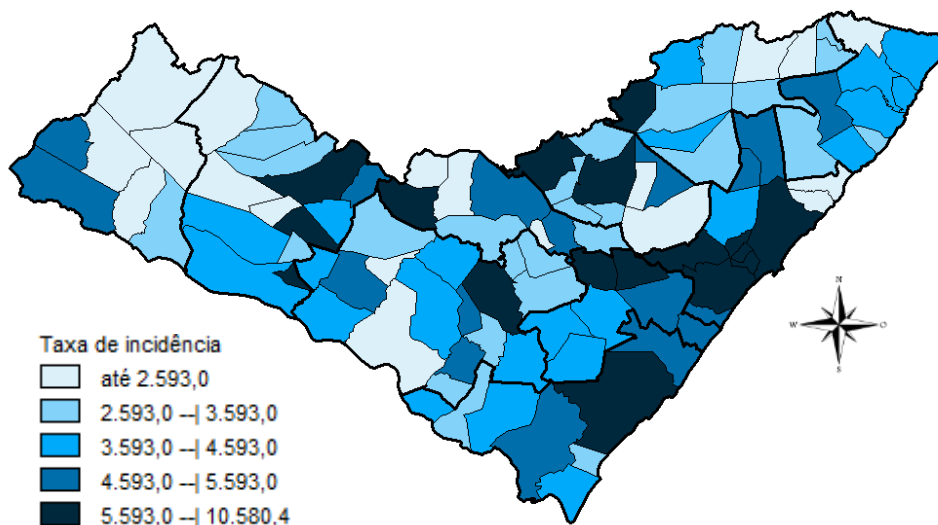 N
W O
S
Taxa de incidência
até 2.593,0
2.593,0 --| 3.593,0
3.593,0 --| 4.593,0
4.593,0 --| 5.593,0
5.593,0 --| 10.580,4